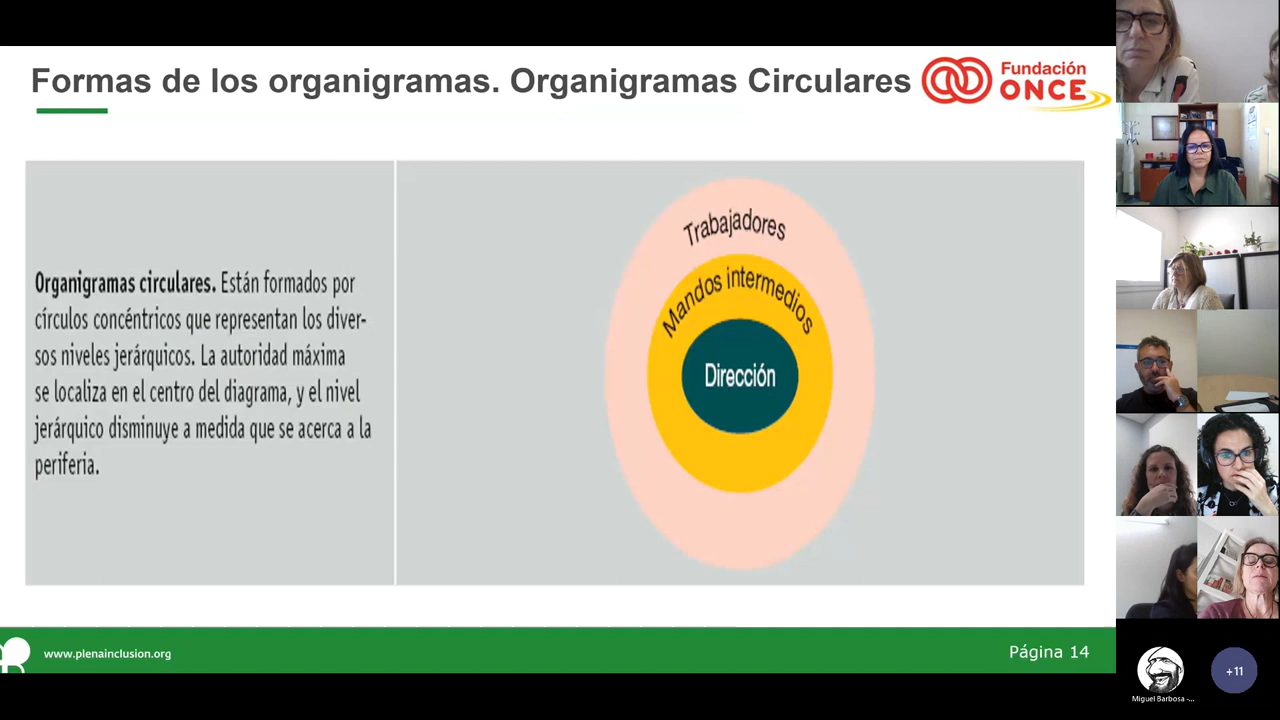 Formas de los organigramas. Organigramas Circulares
Fundación
ONCE
Organigramas circulares. Están formados por
círculos concéntricos que representan los diver-
sos niveles jerárquicos. La autoridad máxima
se localiza en el centro del diagrama, y el nivel
jerárquico disminuye a medida que se acerca a la
periferia.
Trabajadores
Mandos intermedios
Dirección
www.plenainclusion.org
Página 14
Miguel Barbosa -...
+11